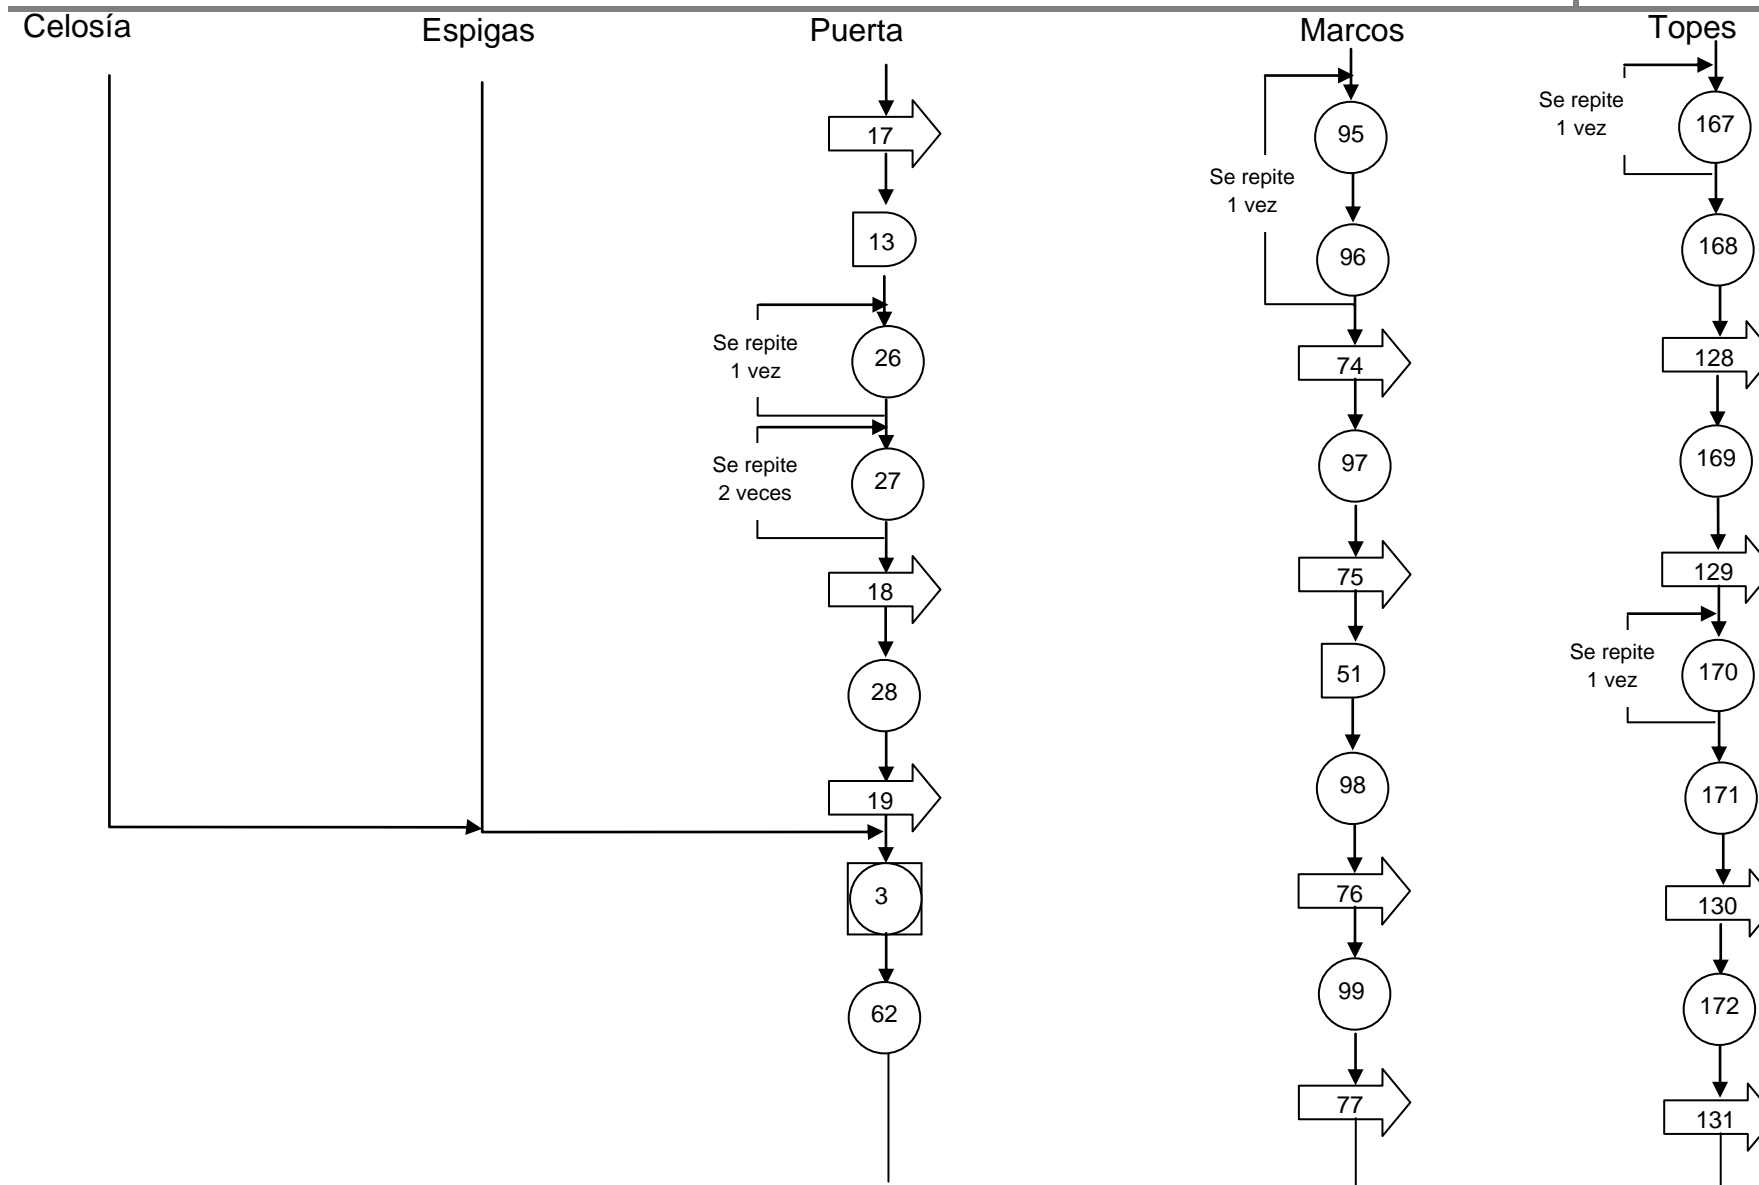 Celosía
Espigas
Puerta
Marcos
Topes
17
13
Se repite
1 vez
26
Se repite
2 veces
27
18
28
19
3
62
Se repite
1 vez
95
96
74
97
75
51
98
76
99
77
Se repite
1 vez
167
168
128
169
129
Se repite
1 vez
170
171
130
172
131